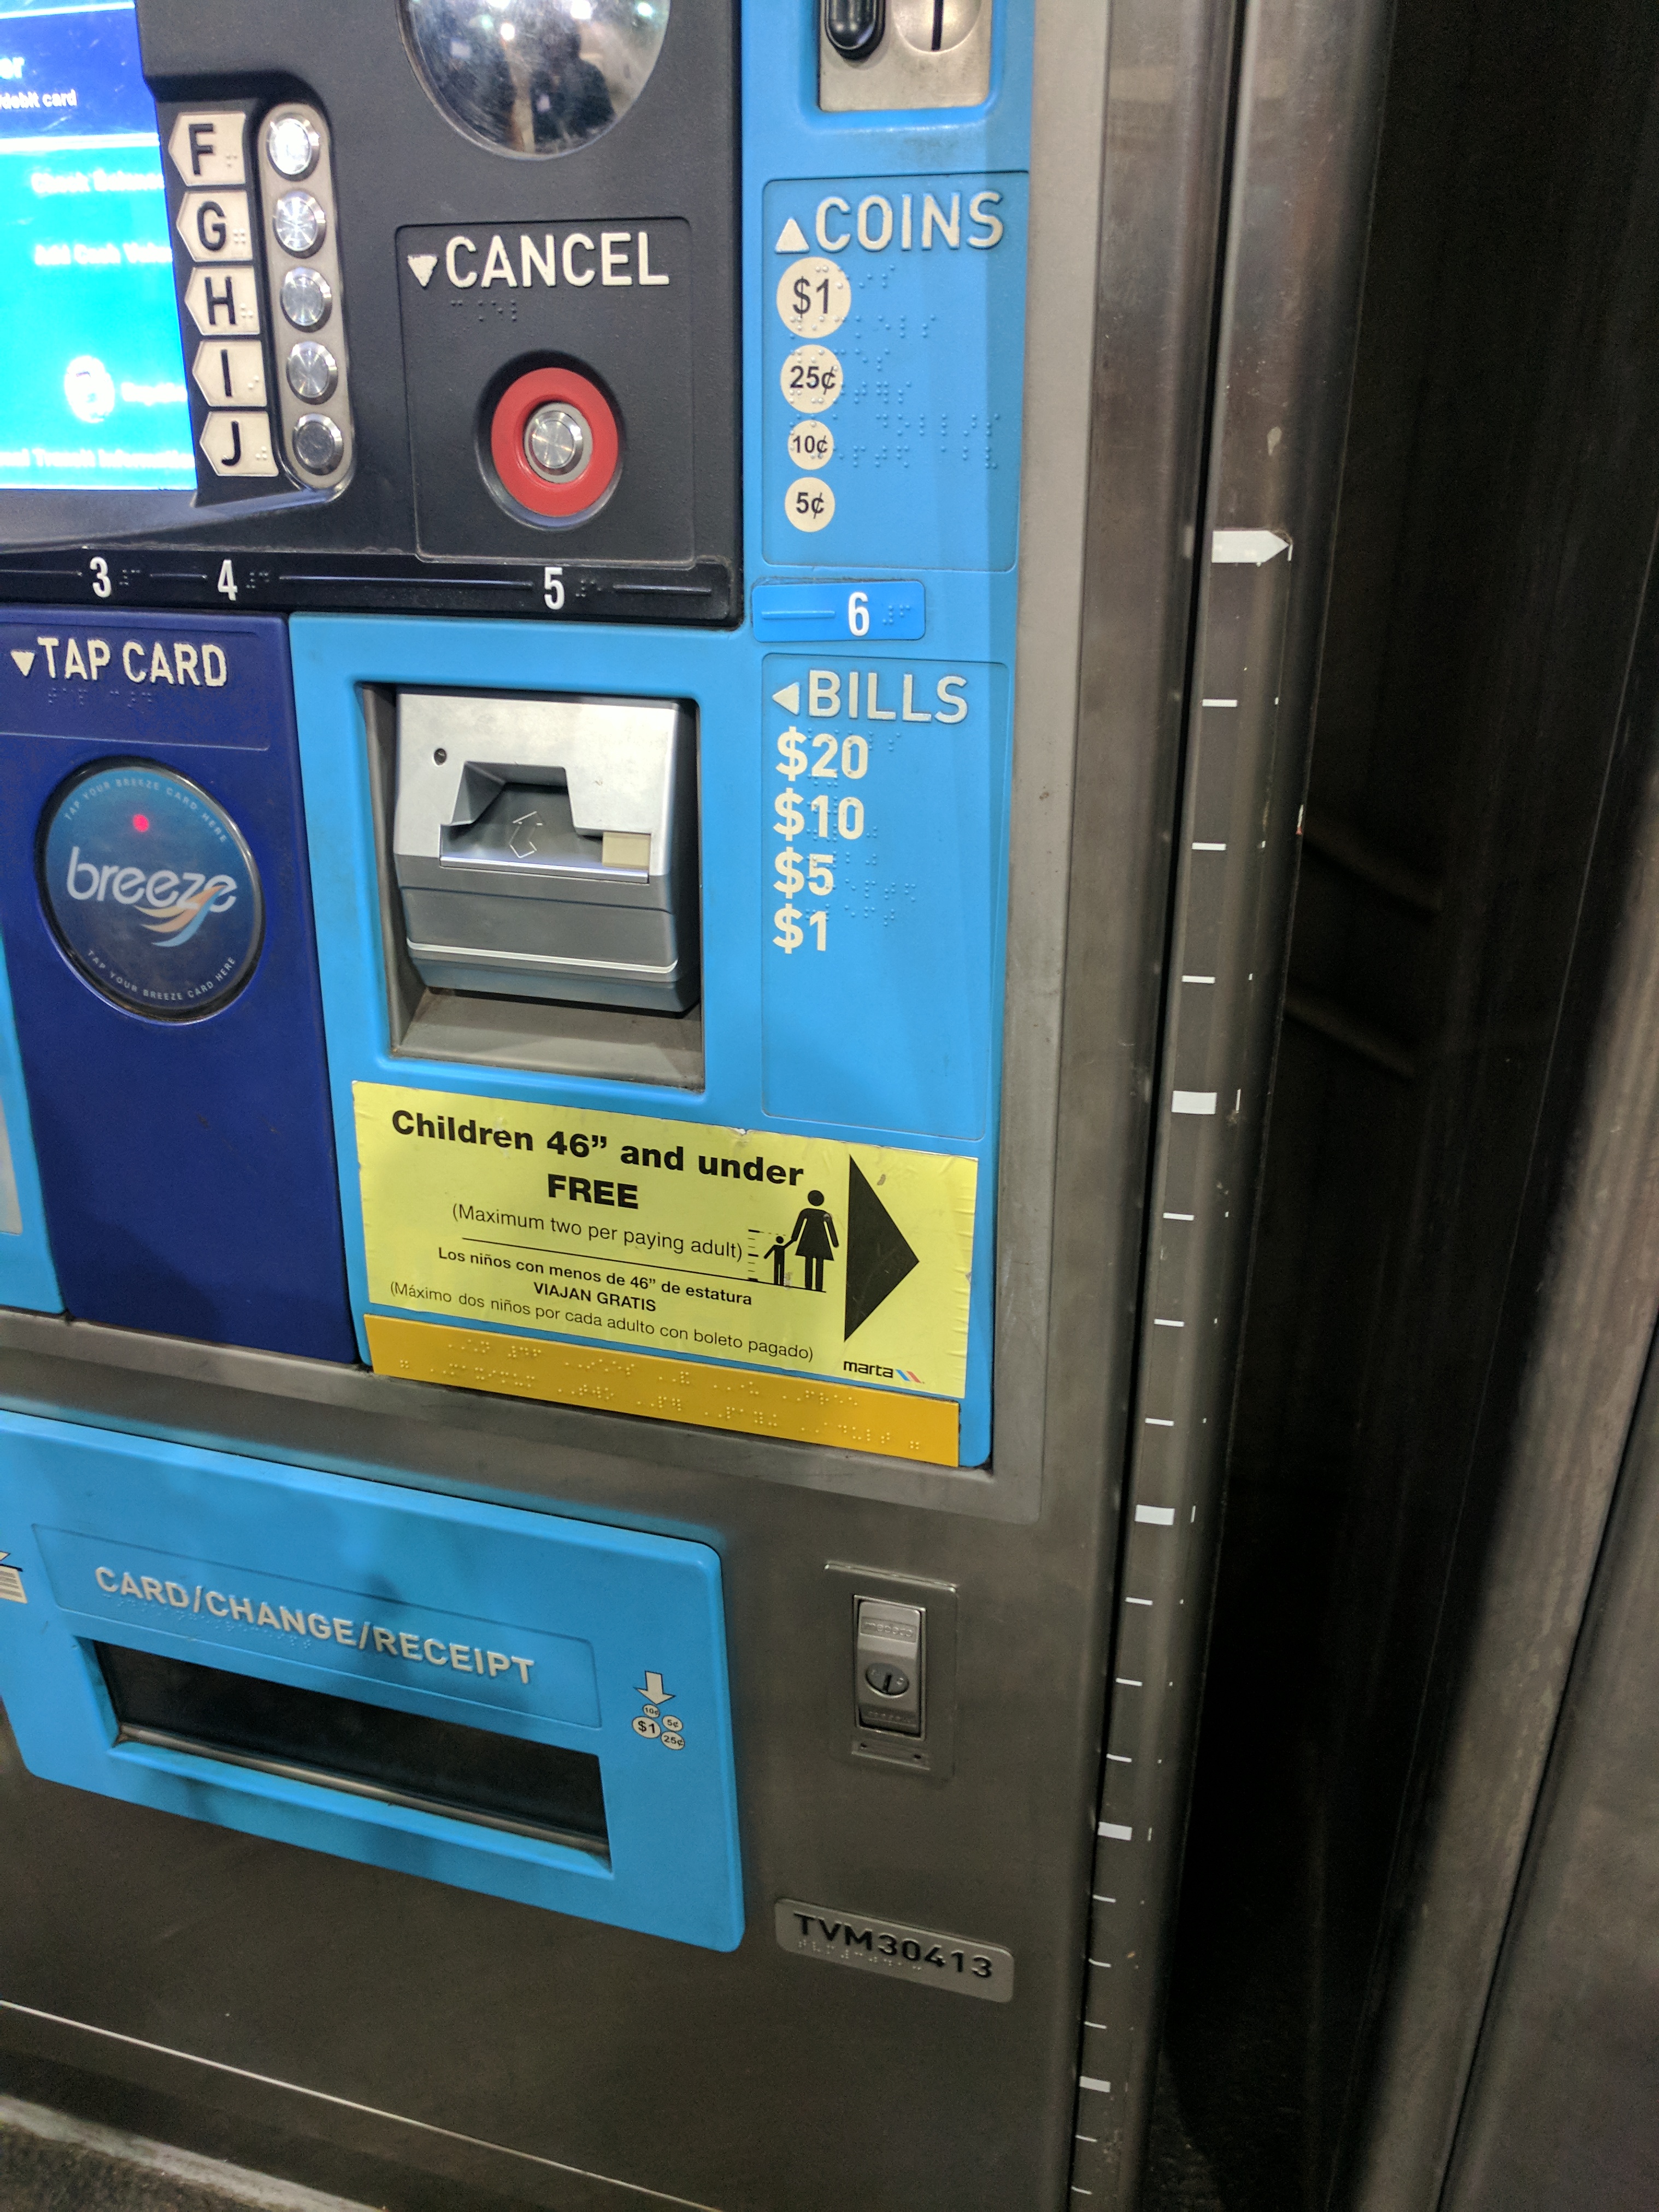 debit card
F
G
H
I
J
CANCEL
COINS
$1
25¢
10¢
5¢
3
4
5
6
TAP CARD
TAP YOUR BREEZE CARD HERE
breeze
TAP YOUR BREEZE CARD HERE
BILLS
$20
$10
$5
$1
Children 46” and under
FREE
(Maximum two per paying adult)
Los niños con menos de 46” de estatura
VIAJAN GRATIS
(Máximo dos niños por cada adulto con boleto pagado)
marta
CARD/CHANGE/RECEIPT
10¢
$1
5¢
25¢
TVM30413